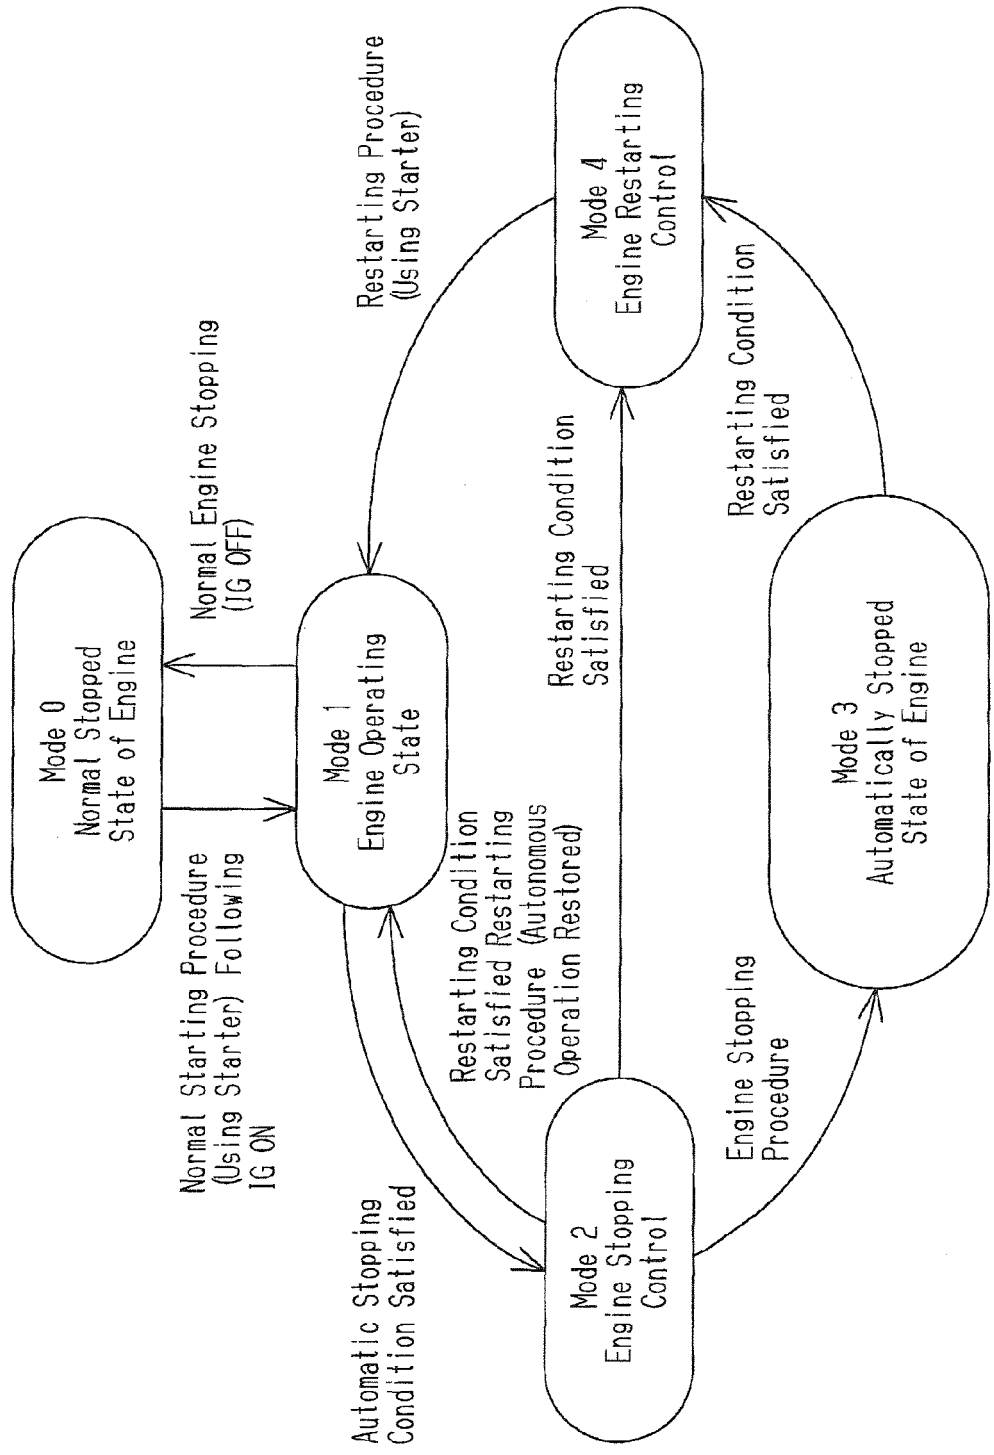 Mode 0
Normal Stopped
State of Engine
Normal Starting Procedure
(Using Starter) Following
IG ON
Normal Engine Stopping
(IG OFF)
Mode 1
Engine Operating
State
Automatic Stopping
Condition Satisfied
Restarting Condition
Satisfied Restarting
Procedure (Autonomous
Operation Restored)
Restarting Procedure
(Using Starter)
Mode 2
Engine Stopping
Control
Restarting Condition
Satisfied
Mode 4
Engine Restarting
Control
Engine Stopping
Procedure
Restarting Condition
Satisfied
Mode 3
Automatically Stopped
State of Engine